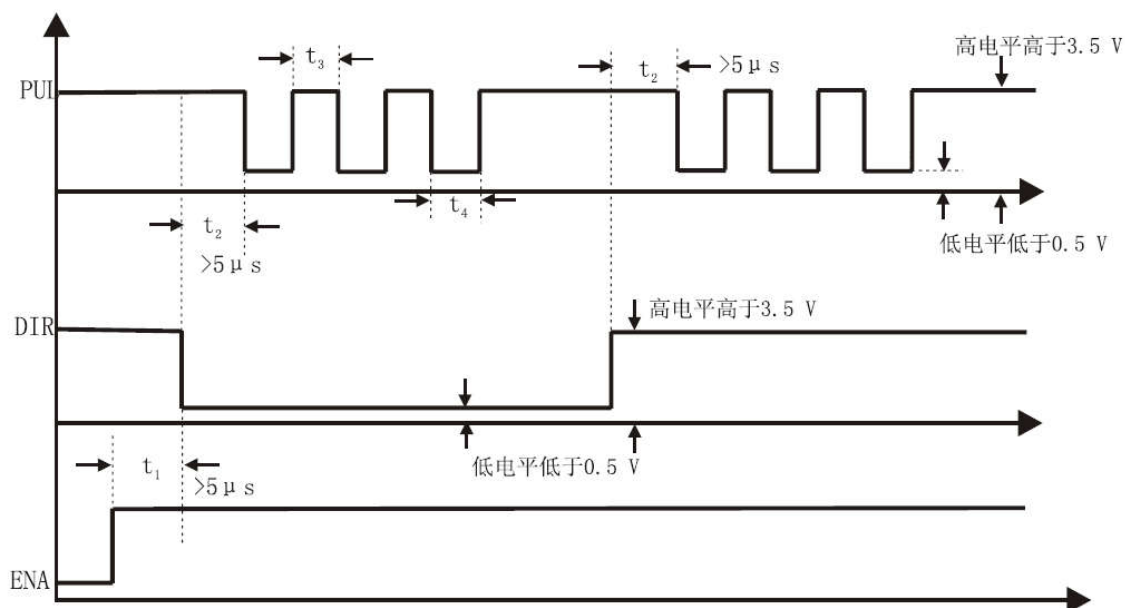 高电平高于3.5 V
t3
t2 >5μs
PUL
t4
t2
>5μs
低电平低于0.5 V
高电平高于3.5 V
DIR
t1
>5μs
低电平低于0.5 V
ENA